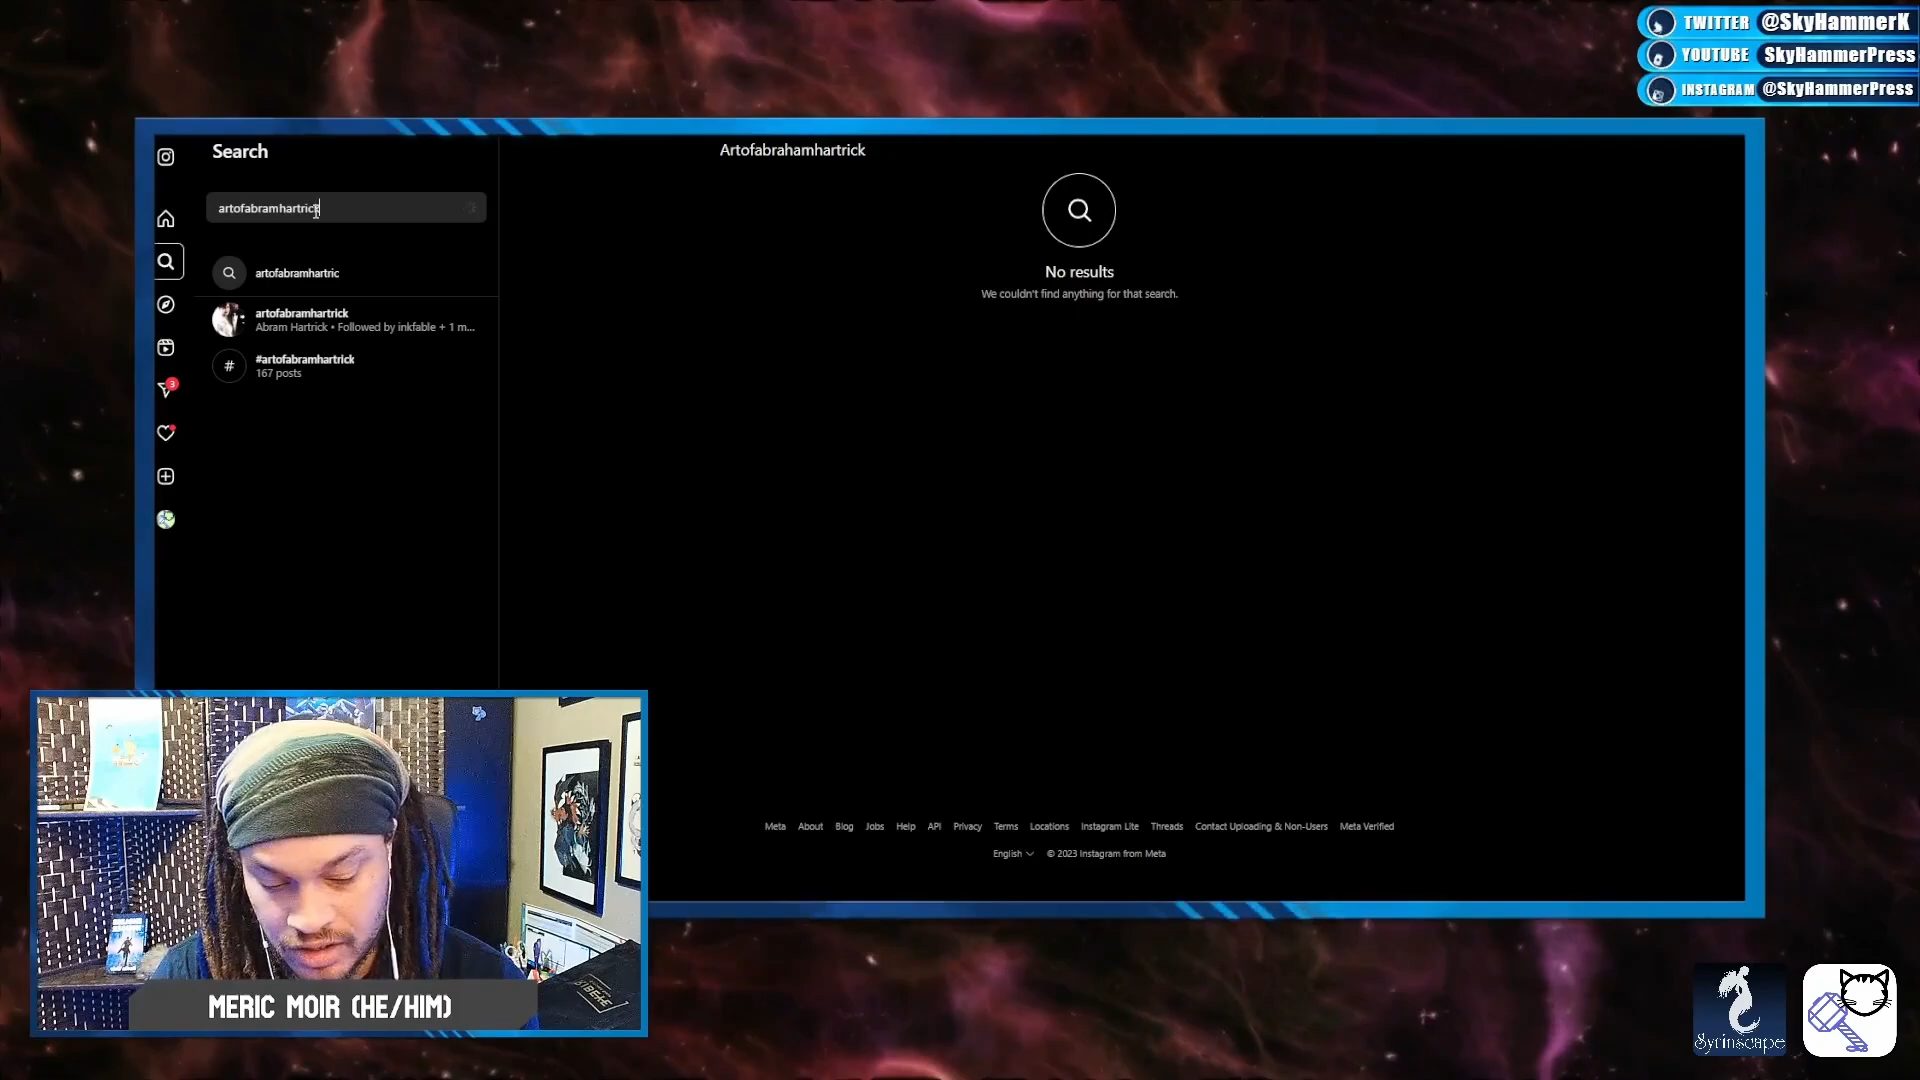 TWITTER @SkyHammerK
YOUTUBE SkyHammerPress
INSTAGRAM @SkyHammerPress
Search
Artofabrahamhartrick
artofabramhartrick
artofabramhartric
artofabramhartrick
Abram Hartrick • Followed by inkfable + 1 m...
#artofabramhartrick
167 posts
3
No results
We couldn't find anything for that search.
Meta About Blog Jobs Help API Privacy Terms Locations Instagram Lite Threads Contact Uploading & Non-Users Meta Verified
English © 2023 Instagram from Meta
MERIC MOIR (HE/HIM)
Syrinscape